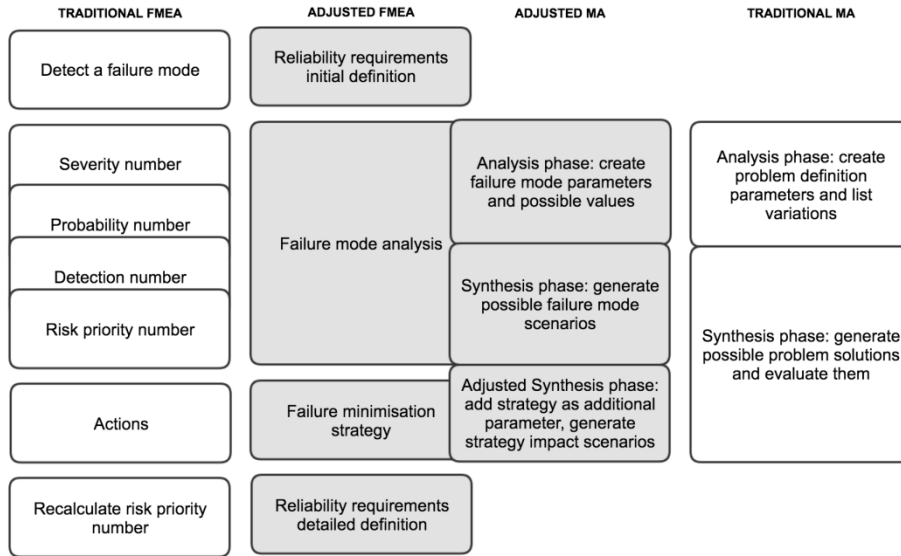 TRADITIONAL FMEA
ADJUSTED FMEA
ADJUSTED MA
TRADITIONAL MA
Detect a failure mode
Reliability requirements
initial definition
Severity number
Probability number
Detection number
Risk priority number
Failure mode analysis
Analysis phase: create
failure mode parameters
and possible values
Analysis phase: create
problem definition
parameters and list
variations
Synthesis phase: generate
possible failure mode
scenarios
Synthesis phase: generate
possible problem solutions
and evaluate them
Actions
Failure minimisation
strategy
Adjusted Synthesis phase:
add strategy as additional
parameter, generate
strategy impact scenarios
Recalculate risk priority
number
Reliability requirements
detailed definition